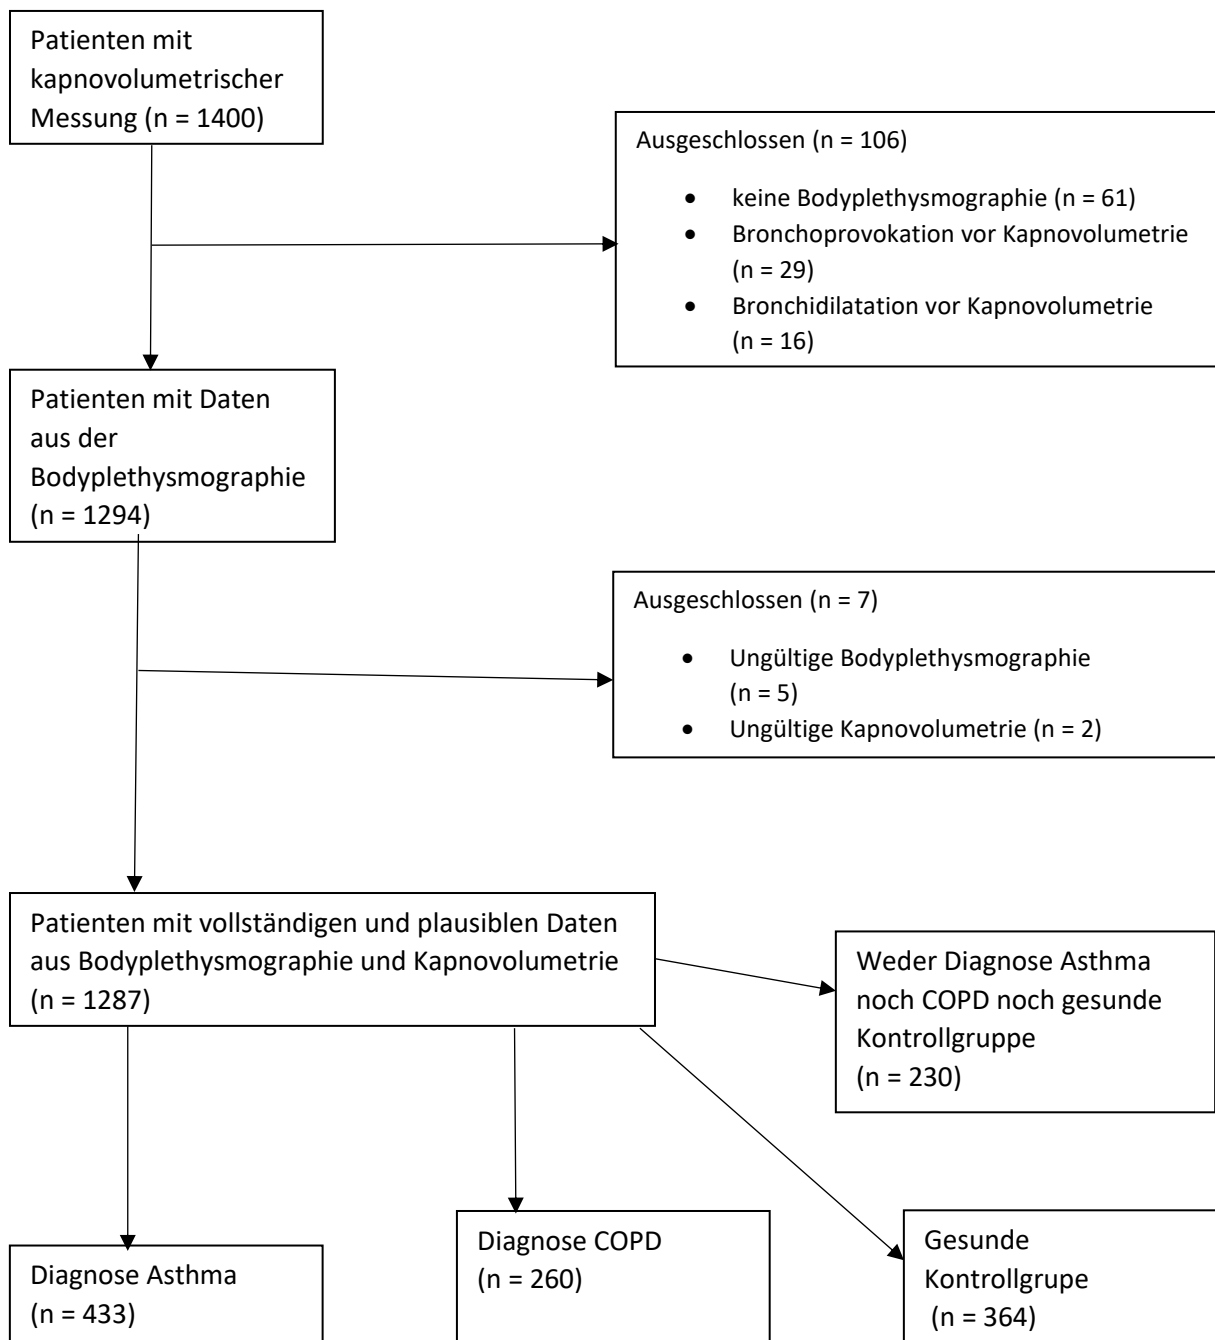 Patienten mit
kapnovolumetrischer
Messung (n = 1400)
Ausgeschlossen (n = 106)
• keine Bodyplethysmographie (n = 61)
• Bronchoprovokation vor Kapnovolumetrie
(n = 29)
• Bronchidilatation vor Kapnovolumetrie
(n = 16)
Patienten mit Daten
aus der
Bodyplethysmographie
(n = 1294)
Ausgeschlossen (n = 7)
• Ungültige Bodyplethysmographie
(n = 5)
• Ungültige Kapnovolumetrie (n = 2)
Patienten mit vollständigen und plausiblen Daten
aus Bodyplethysmographie und Kapnovolumetrie
(n = 1287)
Weder Diagnose Asthma
noch COPD noch gesunde
Kontrollgruppe
(n = 230)
Diagnose Asthma
(n = 433)
Diagnose COPD
(n = 260)
Gesunde
Kontrollgrupe
(n = 364)